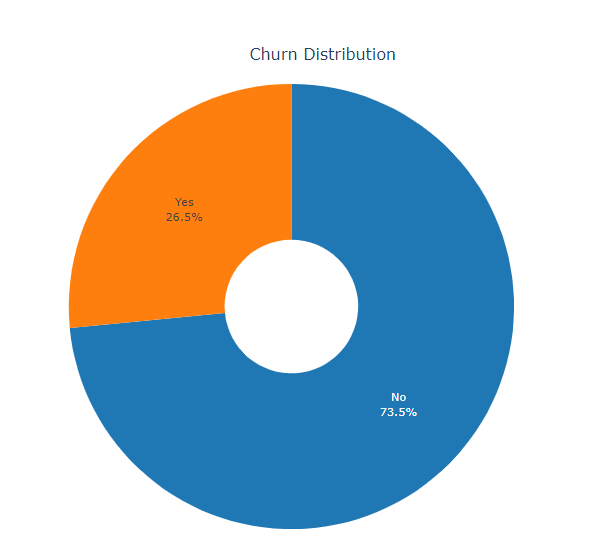 Churn Distribution
Yes
26.5%
No
73.5%